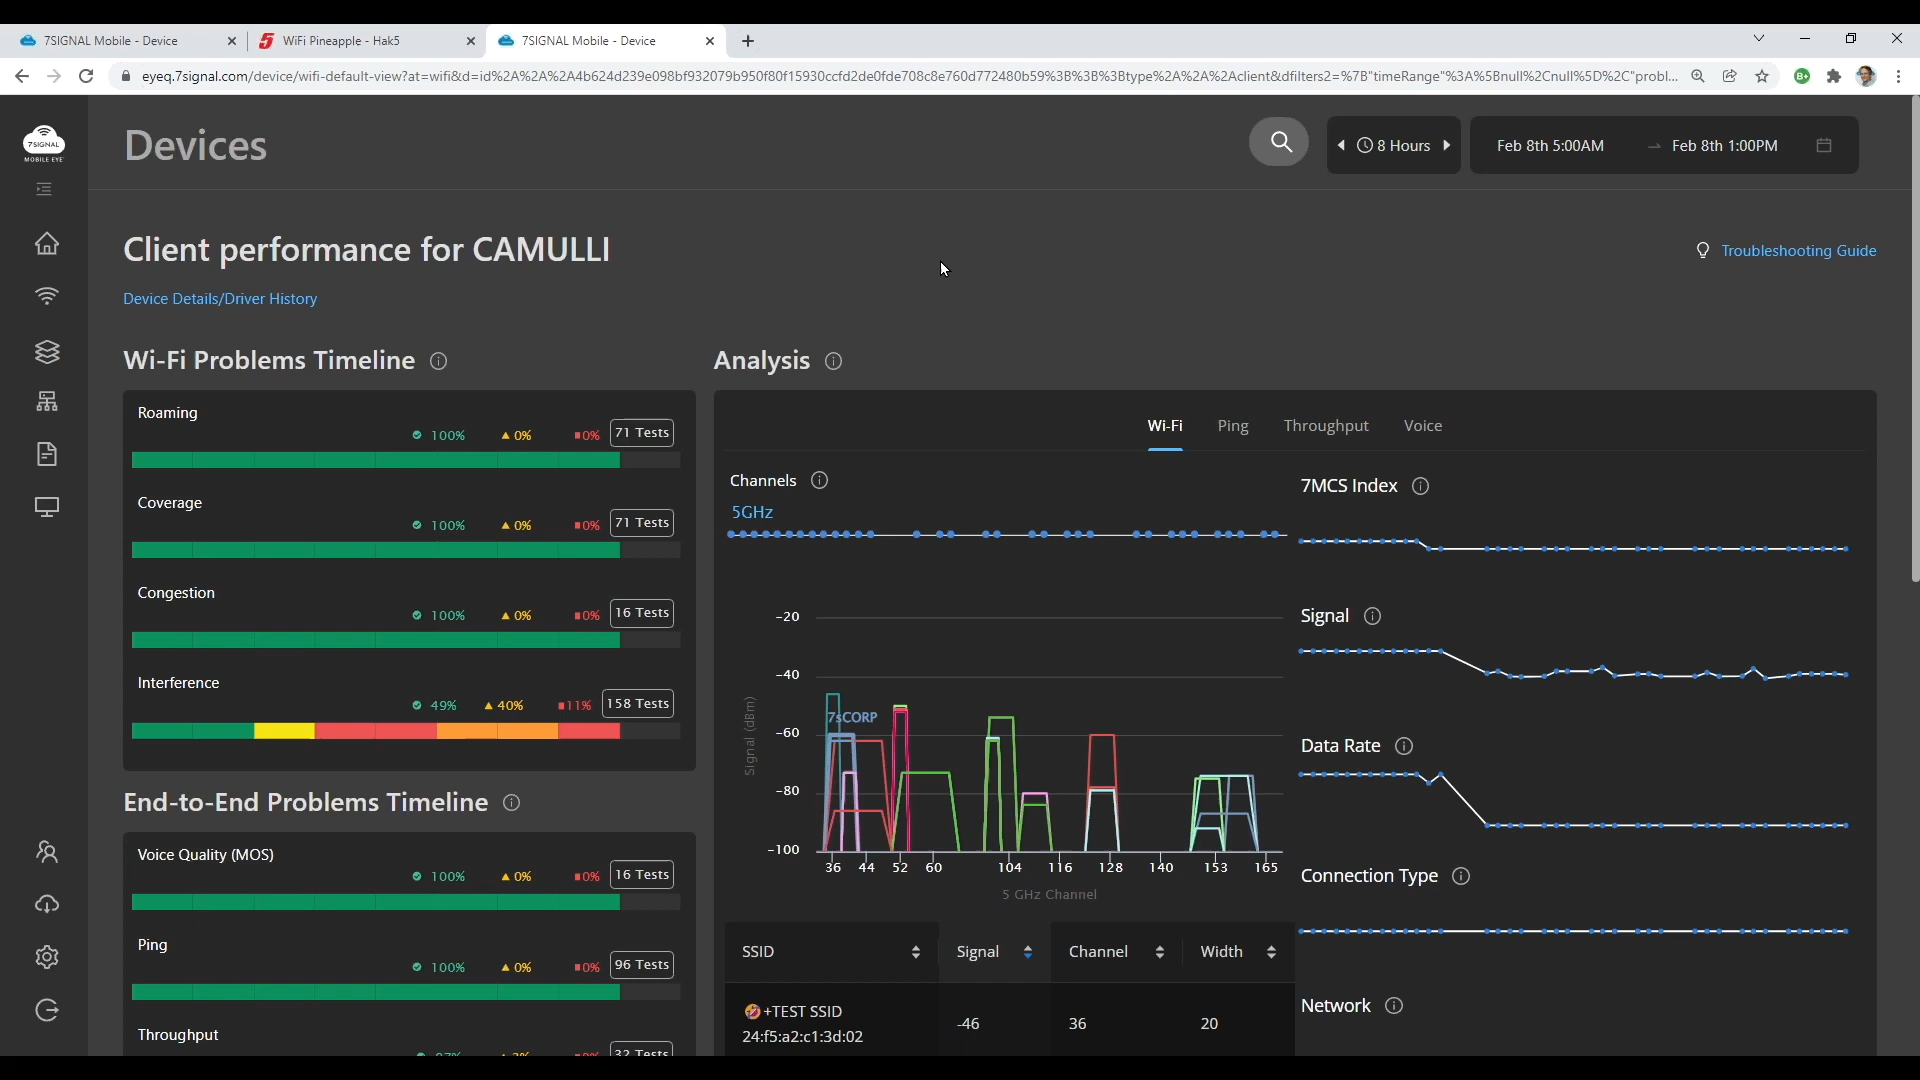 7SIGNAL Mobile - Device
WiFi Pineapple - Hak5
7SIGNAL Mobile - Device
eyeq.7signal.com/device/wifi-default-view?at=wifi&d=id%2A%2A%2A4b624d239e098bf932079b950f80f15930ccfd2de0fde708c8e760d772480b59%3B%3B%3Btype%2A%2A%2Aclient&dfilters2=%7B"timeRange"%3A%5Bnull%2Cnull%5D%2C"probl...
7SIGNAL
MOBILE EYE
Devices
8 Hours
Feb 8th 5:00AM
Feb 8th 1:00PM
Client performance for CAMULLI
Troubleshooting Guide
Device Details/Driver History
Wi-Fi Problems Timeline
Roaming
100% 0% 0% 71 Tests
Coverage
100% 0% 0% 71 Tests
Congestion
100% 0% 0% 16 Tests
Interference
49% 40% 11% 158 Tests
End-to-End Problems Timeline
Voice Quality (MOS)
100% 0% 0% 16 Tests
Ping
100% 0% 0% 96 Tests
Throughput
32 Tests
Analysis
Wi-Fi Ping Throughput Voice
Channels
5GHz
-20
-40
-60
-80
-100
Signal (dBm)
7sCORP
36 44 52 60 104 116 128 140 153 165
5 GHz Channel
SSID Signal Channel Width
🤣+TEST SSID
24:f5:a2:c1:3d:02
-46 36 20
7MCS Index
Signal
Data Rate
Connection Type
Network